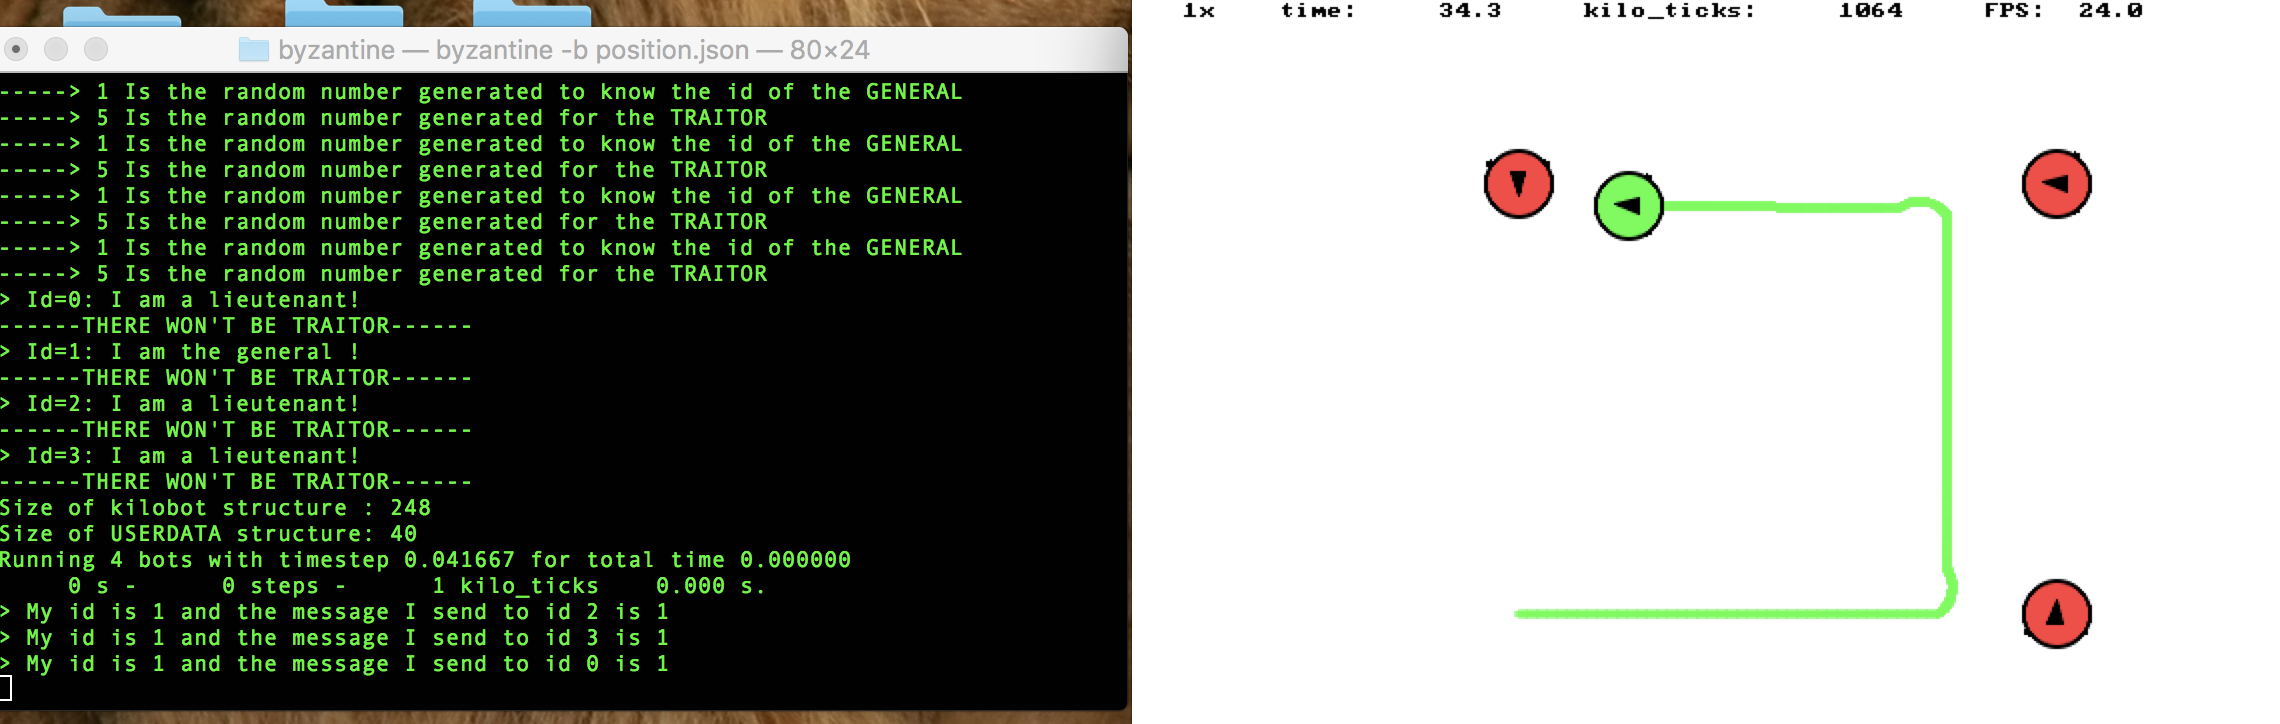 byzantine — byzantine -b position.json — 80×24
-----> 1 Is the random number generated to know the id of the GENERAL
-----> 5 Is the random number generated for the TRAITOR
-----> 1 Is the random number generated to know the id of the GENERAL
-----> 5 Is the random number generated for the TRAITOR
-----> 1 Is the random number generated to know the id of the GENERAL
-----> 5 Is the random number generated for the TRAITOR
-----> 1 Is the random number generated to know the id of the GENERAL
-----> 5 Is the random number generated for the TRAITOR
> Id=0: I am a lieutenant!
------THERE WON'T BE TRAITOR------
> Id=1: I am the general !
------THERE WON'T BE TRAITOR------
> Id=2: I am a lieutenant!
------THERE WON'T BE TRAITOR------
> Id=3: I am a lieutenant!
------THERE WON'T BE TRAITOR------
Size of kilobot structure : 248
Size of USERDATA structure: 40
Running 4 bots with timestep 0.041667 for total time 0.000000
0 s - 0 steps - 1 kilo_ticks 0.000 s.
> My id is 1 and the message I send to id 2 is 1
> My id is 1 and the message I send to id 3 is 1
> My id is 1 and the message I send to id 0 is 1
1x time: 34.3 kilo_ticks: 1064 FPS: 24.0